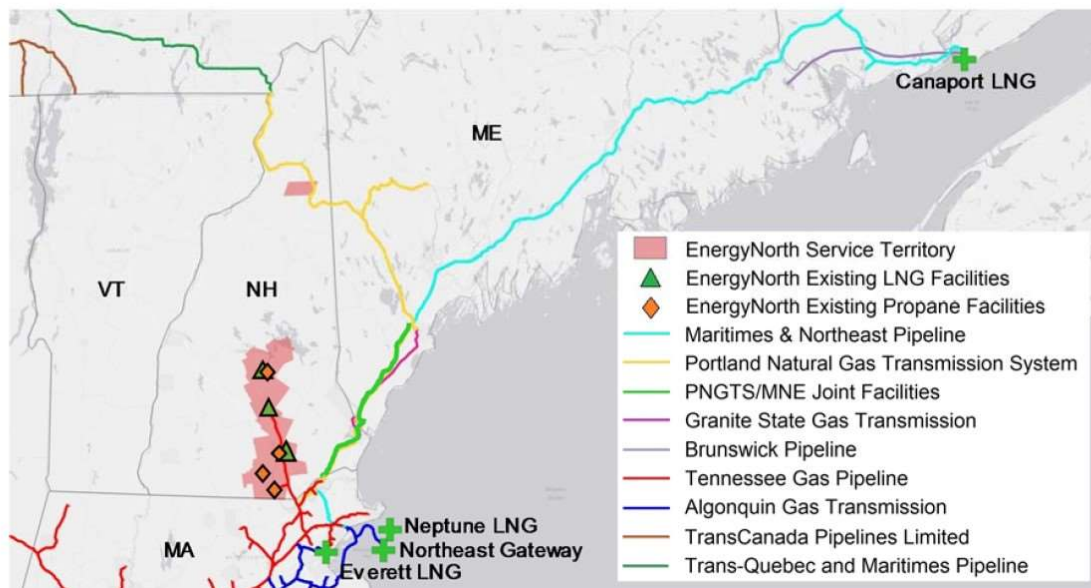 Canaport LNG
ME
VT
NH
MA
Neptune LNG
Northeast Gateway
Everett LNG
EnergyNorth Service Territory
EnergyNorth Existing LNG Facilities
EnergyNorth Existing Propane Facilities
Maritimes & Northeast Pipeline
Portland Natural Gas Transmission System
PNGTS/MNE Joint Facilities
Granite State Gas Transmission
Brunswick Pipeline
Tennessee Gas Pipeline
Algonquin Gas Transmission
TransCanada Pipelines Limited
Trans-Quebec and Maritimes Pipeline